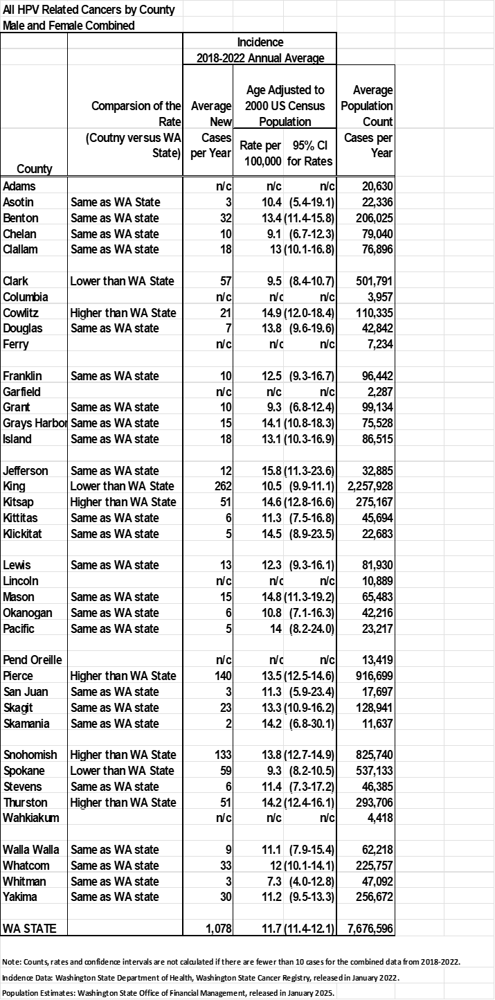 All HPV Related Cancers by County
Male and Female Combined
Incidence
2018-2022 Annual Average
County
Comparsion of the Rate (Coutny versus WA State)
Average New Cases per Year
Age Adjusted to 2000 US Census Population
Rate per 100,000
95% CI for Rates
Average Population Count Cases per Year
Adams n/c n/c n/c 20,630
Asotin Same as WA State 3 10.4 (5.4-19.1) 22,336
Benton Same as WA state 32 13.4 (11.4-15.8) 206,025
Chelan Same as WA state 10 9.1 (6.7-12.3) 79,040
Clallam Same as WA state 18 13 (10.1-16.8) 76,896
Clark Lower than WA State 57 9.5 (8.4-10.7) 501,791
Columbia n/c n/c n/c 3,957
Cowlitz Higher than WA State 21 14.9 (12.0-18.4) 110,335
Douglas Same as WA state 7 13.8 (9.6-19.6) 42,842
Ferry n/c n/c n/c 7,234
Franklin Same as WA state 10 12.5 (9.3-16.7) 96,442
Garfield n/c n/c n/c 2,287
Grant Same as WA state 10 9.3 (6.8-12.4) 99,134
Grays Harbor Same as WA state 15 14.1 (10.8-18.3) 75,528
Island Same as WA state 18 13.1 (10.3-16.9) 86,515
Jefferson Same as WA state 12 15.8 (11.3-23.6) 32,885
King Lower than WA State 262 10.5 (9.9-11.1) 2,257,928
Kitsap Higher than WA State 51 14.6 (12.8-16.6) 275,167
Kittitas Same as WA state 6 11.3 (7.5-16.8) 45,694
Klickitat Same as WA state 5 14.5 (8.9-23.5) 22,683
Lewis Same as WA state 13 12.3 (9.3-16.1) 81,930
Lincoln n/c n/c n/c 10,889
Mason Same as WA state 15 14.8 (11.3-19.2) 65,483
Okanogan Same as WA state 6 10.8 (7.1-16.3) 42,216
Pacific Same as WA state 5 14 (8.2-24.0) 23,217
Pend Oreille n/c n/c n/c 13,419
Pierce Higher than WA State 140 13.5 (12.5-14.6) 916,699
San Juan Same as WA state 3 11.3 (5.9-23.4) 17,697
Skagit Same as WA state 23 13.3 (10.9-16.2) 128,941
Skamania Same as WA state 2 14.2 (6.8-30.1) 11,637
Snohomish Higher than WA State 133 13.8 (12.7-14.9) 825,740
Spokane Lower than WA State 59 9.3 (8.2-10.5) 537,133
Stevens Same as WA state 6 11.4 (7.3-17.2) 46,385
Thurston Higher than WA State 51 14.2 (12.4-16.1) 293,706
Wahkiakum n/c n/c n/c 4,418
Walla Walla Same as WA state 9 11.1 (7.9-15.4) 62,218
Whatcom Same as WA state 33 12 (10.1-14.1) 225,757
Whitman Same as WA state 3 7.3 (4.0-12.8) 47,092
Yakima Same as WA state 30 11.2 (9.5-13.3) 256,672
WA STATE 1,078 11.7 (11.4-12.1) 7,676,596
Note: Counts, rates and confidence intervals are not calculated if there are fewer than 10 cases for the combined data from 2018-2022.
Incidence Data: Washington State Department of Health, Washington State Cancer Registry, released in January 2022.
Population Estimates: Washington State Office of Financial Management, released in January 2025.